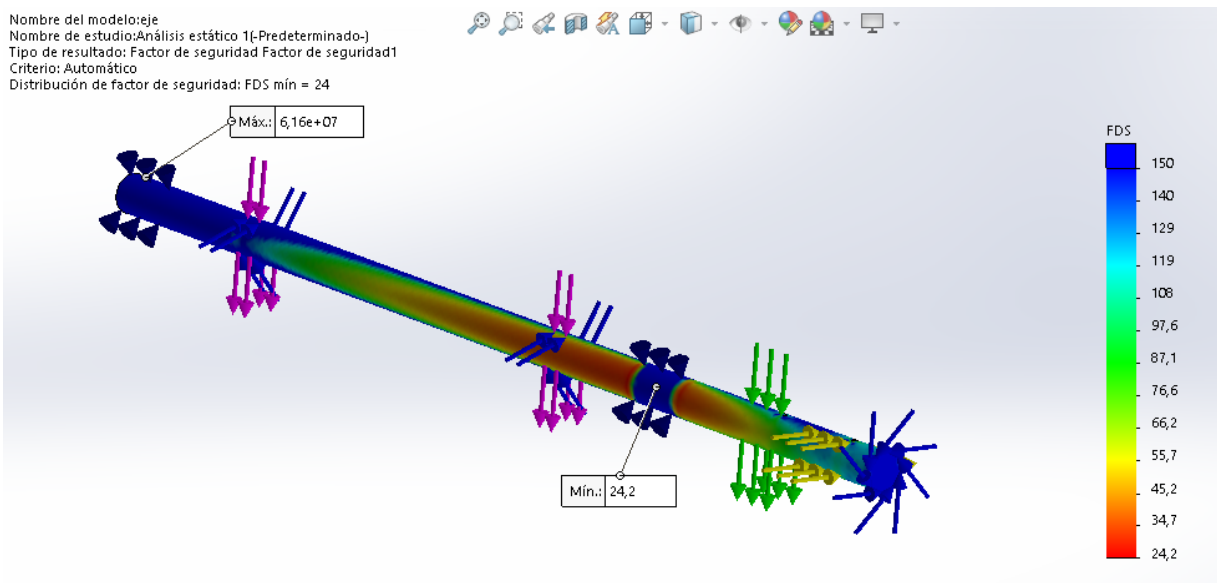 Nombre del modelo:eje
Nombre de estudio:Análisis estático 1(-Predeterminado-)
Tipo de resultado: Factor de seguridad Factor de seguridad1
Criterio: Automático
Distribución de factor de seguridad: FDS mín = 24
Máx.: 6,16e+07
FDS
150
140
129
119
108
97,6
87,1
76,6
66,2
55,7
45,2
34,7
24,2
Mín.: 24,2